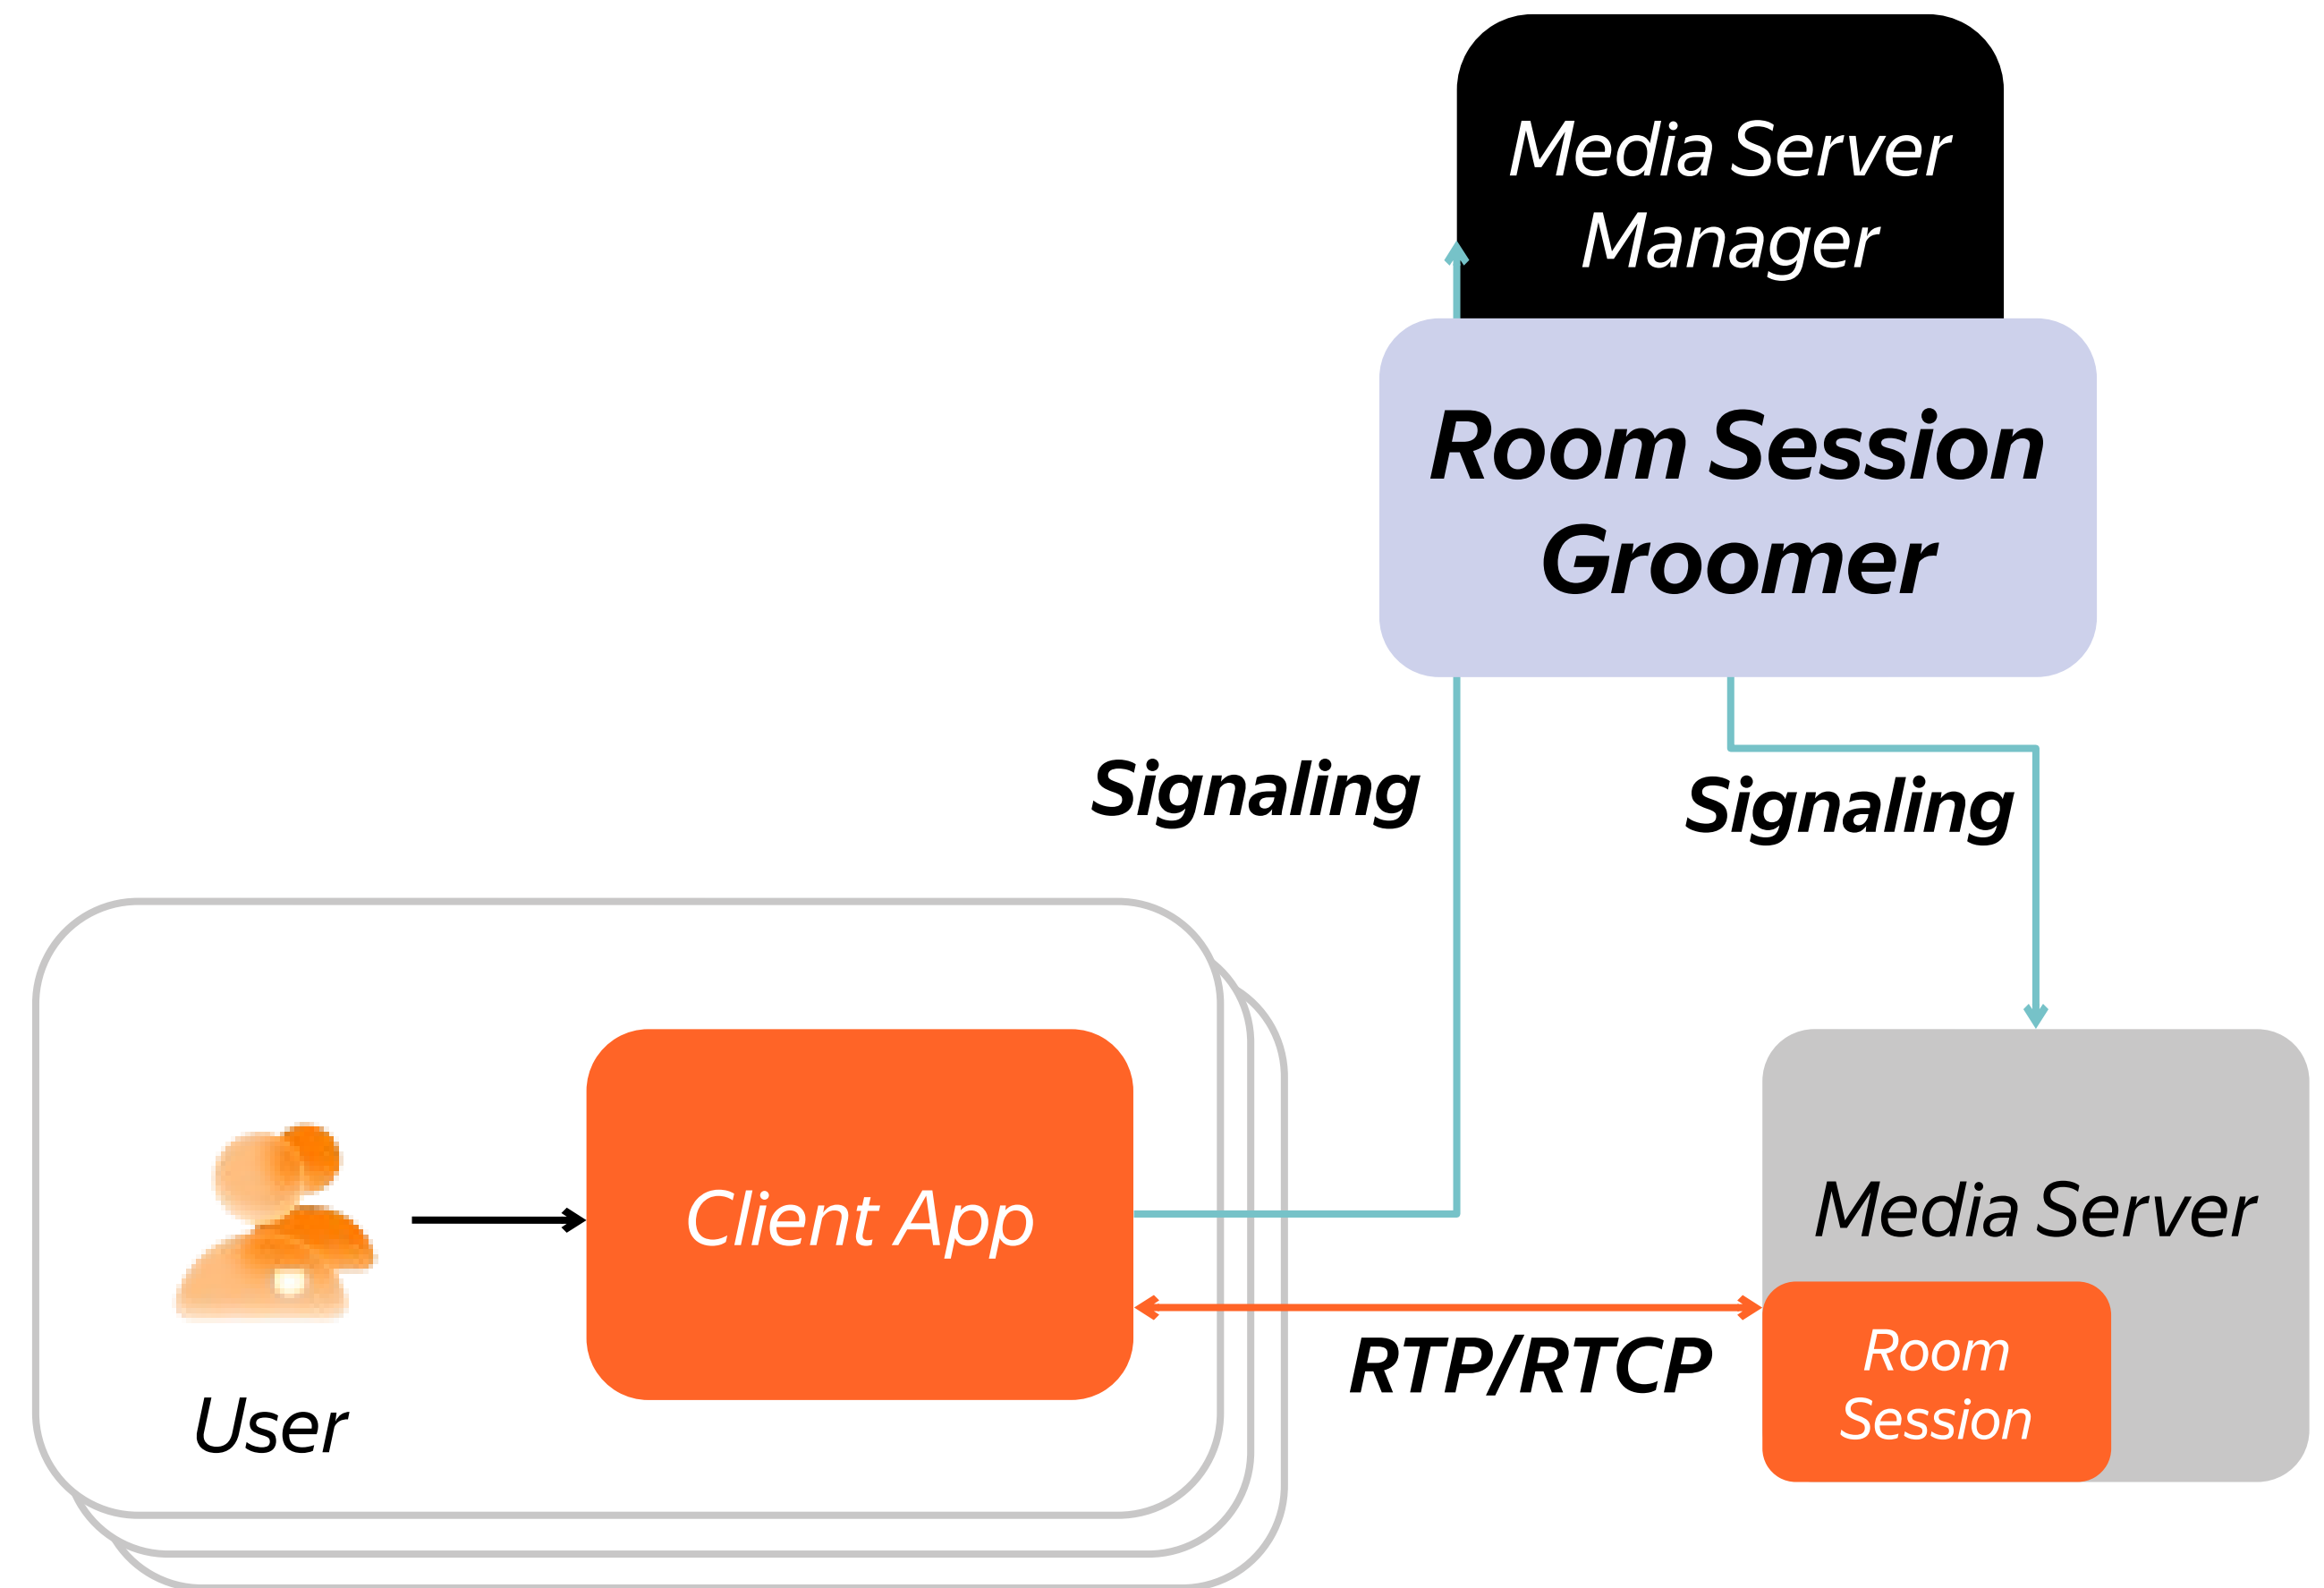 Media Server
Manager
Room Session
Groomer
Signaling
Signaling
Client App
Media Server
RTP/RTCP
Room
Session
User